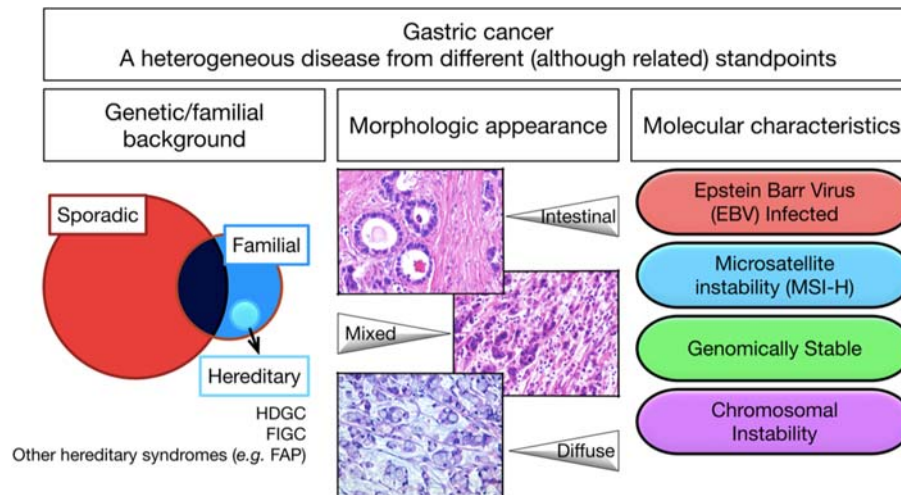 Gastric cancer
A heterogeneous disease from different (although related) standpoints
Genetic/familial
background
Sporadic
Familial
Hereditary
HDGC
FIGC
Other hereditary syndromes (e.g. FAP)
Morphologic appearance
Intestinal
Mixed
Diffuse
Molecular characteristics
Epstein Barr Virus
(EBV) Infected
Microsatellite
instability (MSI-H)
Genomically Stable
Chromosomal
Instability